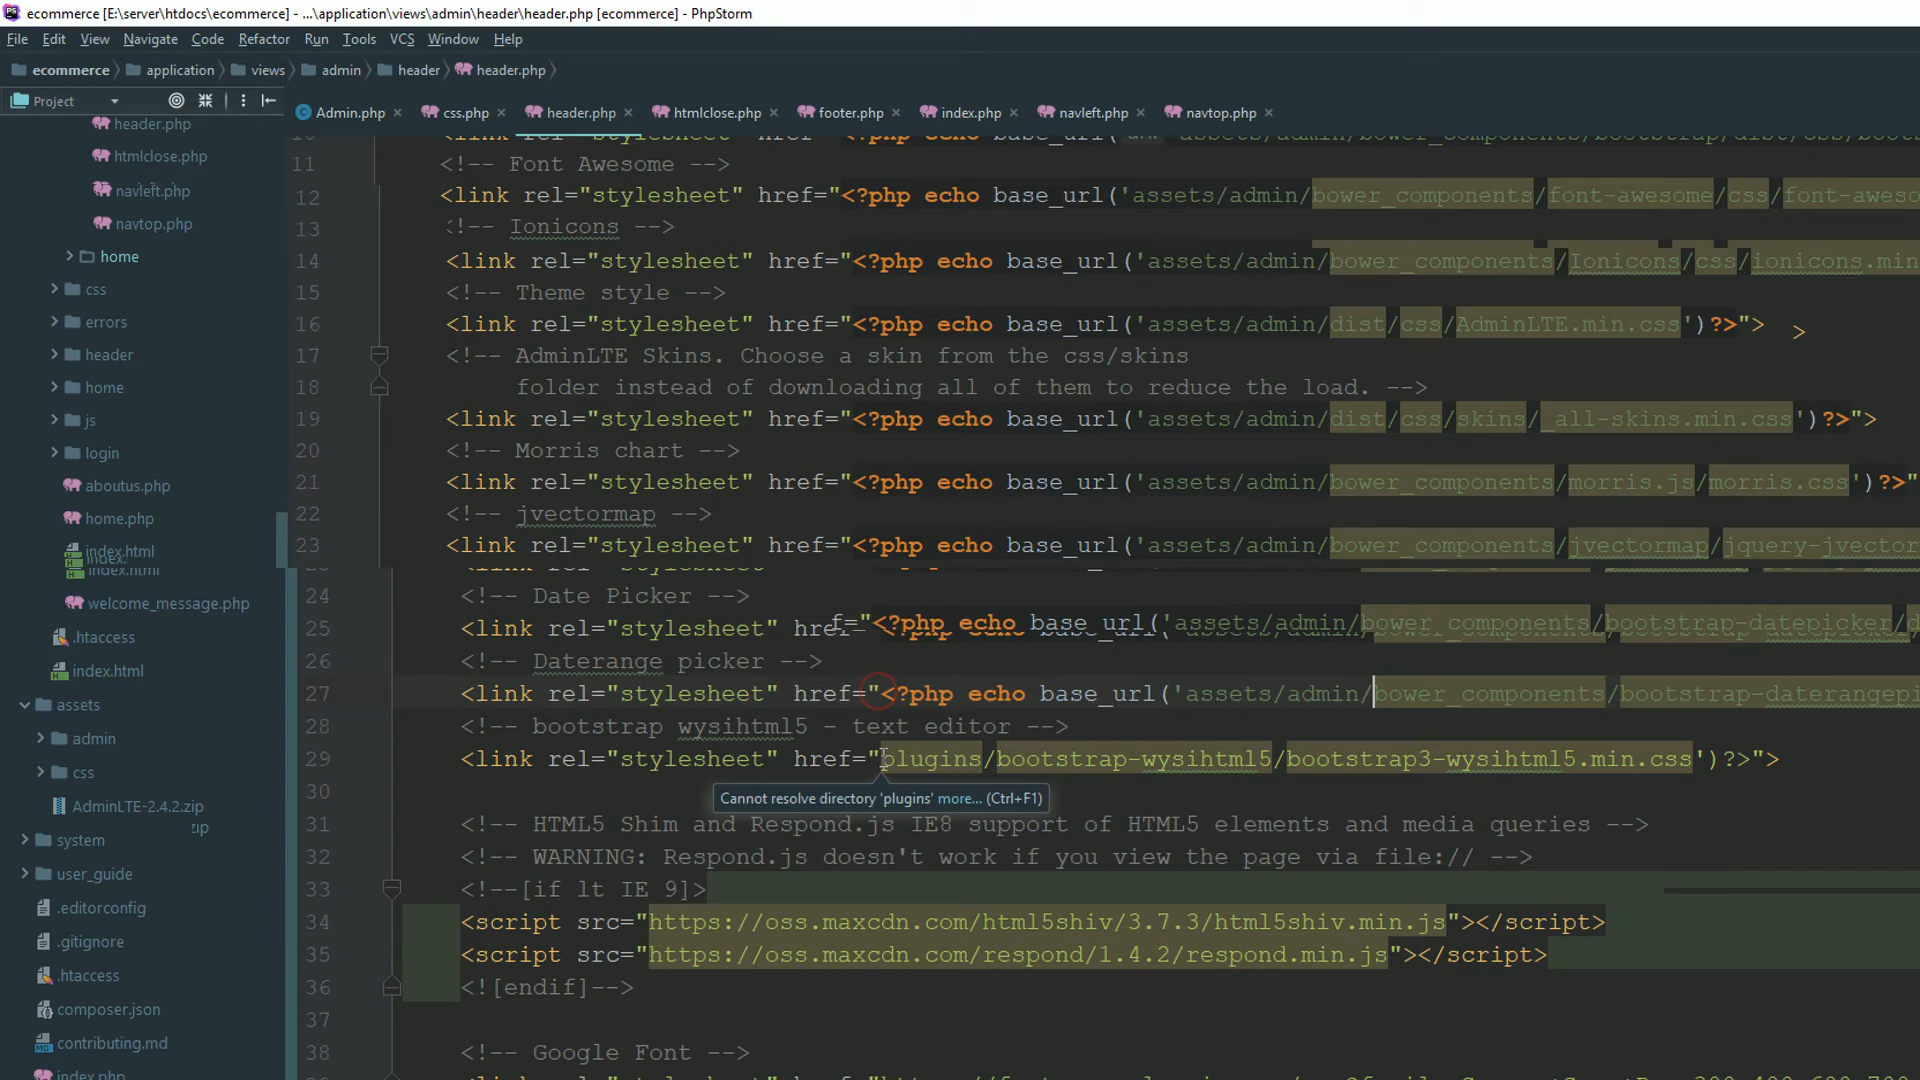 ecommerce [E:\server\htdocs\ecommerce] - ...\application\views\admin\header\header.php [ecommerce] - PhpStorm
File Edit View Navigate Code Refactor Run Tools VCS Window Help
ecommerce application views admin header header.php
Project
Admin.php css.php header.php htmlclose.php footer.php index.php navleft.php navtop.php
header.php
htmlclose.php
navleft.php
navtop.php
home
css
errors
header
home
js
login
aboutus.php
home.php
index.html
index.html
welcome_message.php
.htaccess
index.html
assets
admin
css
AdminLTE-2.4.2.zip
zip
system
user_guide
.editorconfig
.gitignore
.htaccess
composer.json
contributing.md
index.php
11 <!-- Font Awesome -->
12 <link rel="stylesheet" href="<?php echo base_url('assets/admin/bower_components/font-awesome/css/font-aweso
13 <!-- Ionicons -->
14 <link rel="stylesheet" href="<?php echo base_url('assets/admin/bower_components/Ionicons/css/ionicons.min
15 <!-- Theme style -->
16 <link rel="stylesheet" href="<?php echo base_url('assets/admin/dist/css/AdminLTE.min.css')?>"> >
17 <!-- AdminLTE Skins. Choose a skin from the css/skins
18 folder instead of downloading all of them to reduce the load. -->
19 <link rel="stylesheet" href="<?php echo base_url('assets/admin/dist/css/skins/_all-skins.min.css')?>">
20 <!-- Morris chart -->
21 <link rel="stylesheet" href="<?php echo base_url('assets/admin/bower_components/morris.js/morris.css')?>"
22 <!-- jvectormap -->
23 <link rel="stylesheet" href="<?php echo base_url('assets/admin/bower_components/jvectormap/jquery-jvector
24 <!-- Date Picker -->
25 <link rel="stylesheet" href="<?php echo base_url('assets/admin/bower_components/bootstrap-datepicker/d
26 <!-- Daterange picker -->
27 <link rel="stylesheet" href="<?php echo base_url('assets/admin/bower_components/bootstrap-daterangepi
28 <!-- bootstrap wysihtml5 - text editor -->
29 <link rel="stylesheet" href="plugins/bootstrap-wysihtml5/bootstrap3-wysihtml5.min.css')?>">
30
Cannot resolve directory 'plugins' more... (Ctrl+F1)
31 <!-- HTML5 Shim and Respond.js IE8 support of HTML5 elements and media queries -->
32 <!-- WARNING: Respond.js doesn't work if you view the page via file:// -->
33 <!--[if lt IE 9]>
34 <script src="https://oss.maxcdn.com/html5shiv/3.7.3/html5shiv.min.js"></script>
35 <script src="https://oss.maxcdn.com/respond/1.4.2/respond.min.js"></script>
36 <![endif]-->
37
38 <!-- Google Font -->